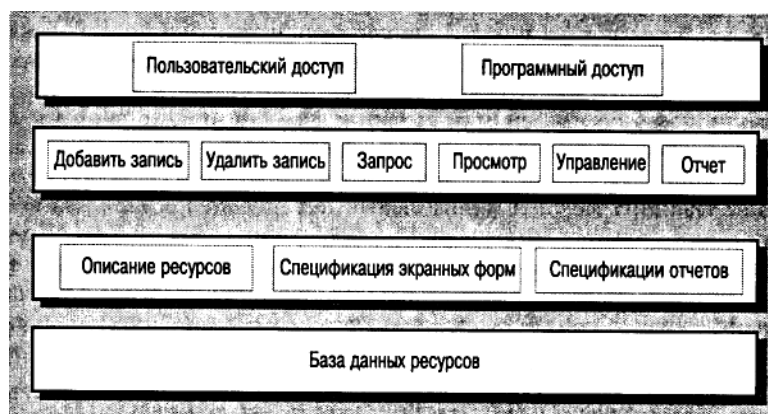 Пользовательский доступ
Программный доступ
Добавить запись
Удалить запись
Запрос
Просмотр
Управление
Отчет
Описание ресурсов
Спецификация экранных форм
Спецификации отчетов
База данных ресурсов